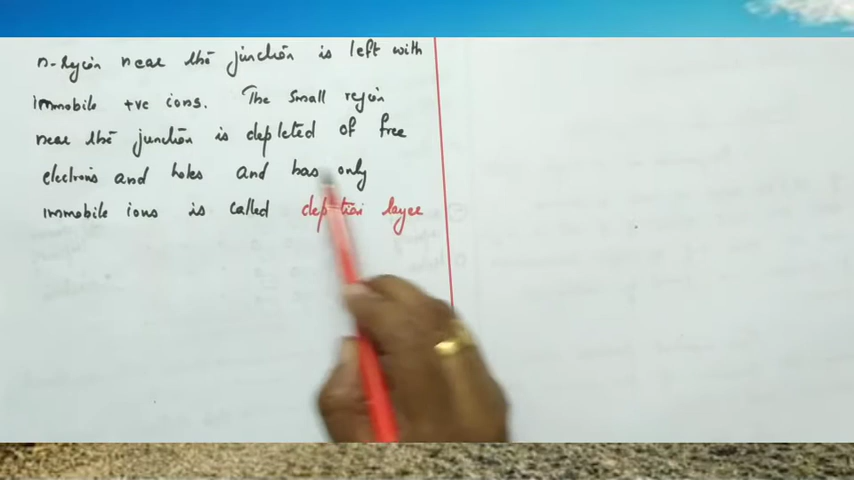 n-region near the junction is left with
immobile +ve ions. The small region
near the junction is depleted of free
electrons and holes and has only
immobile ions is called depletion layer